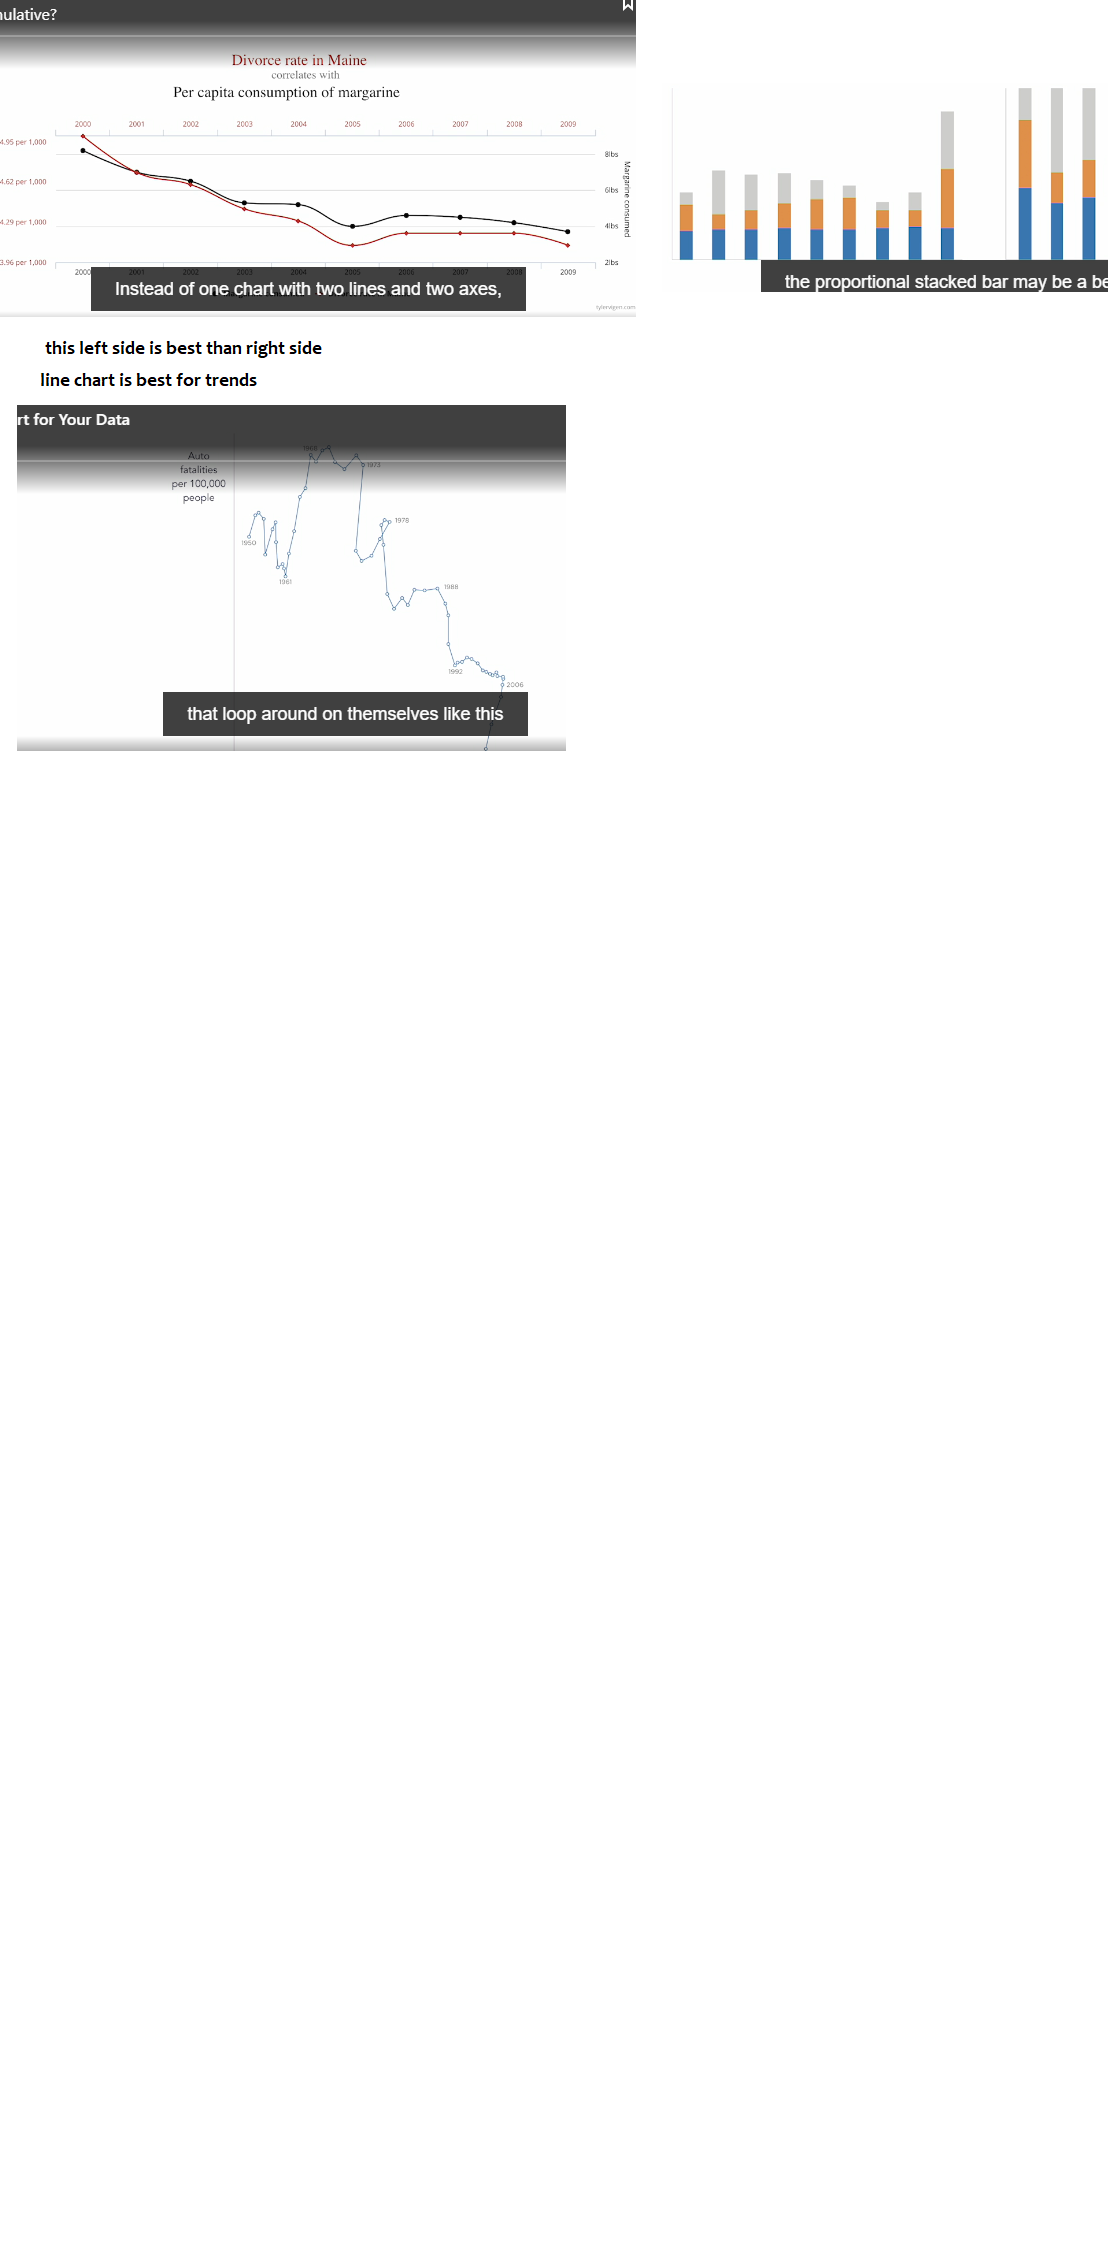 ulative?
Divorce rate in Maine
correlates with
Per capita consumption of margarine
2000 2001 2002 2003 2004 2005 2006 2007 2008 2009
4.95 per 1,000
4.62 per 1,000
4.29 per 1,000
3.96 per 1,000
8lbs
6lbs
4lbs
2lbs
Margarine consumed
2000 2001 2002 2003 2004 2005 2006 2007 2008 2009
Instead of one chart with two lines and two axes,
tylervigen.com
the proportional stacked bar may be a be
this left side is best than right side
line chart is best for trends
rt for Your Data
Auto
fatalities
per 100,000
people
1968
1973
1978
1950
1961
1988
1992
2006
that loop around on themselves like this